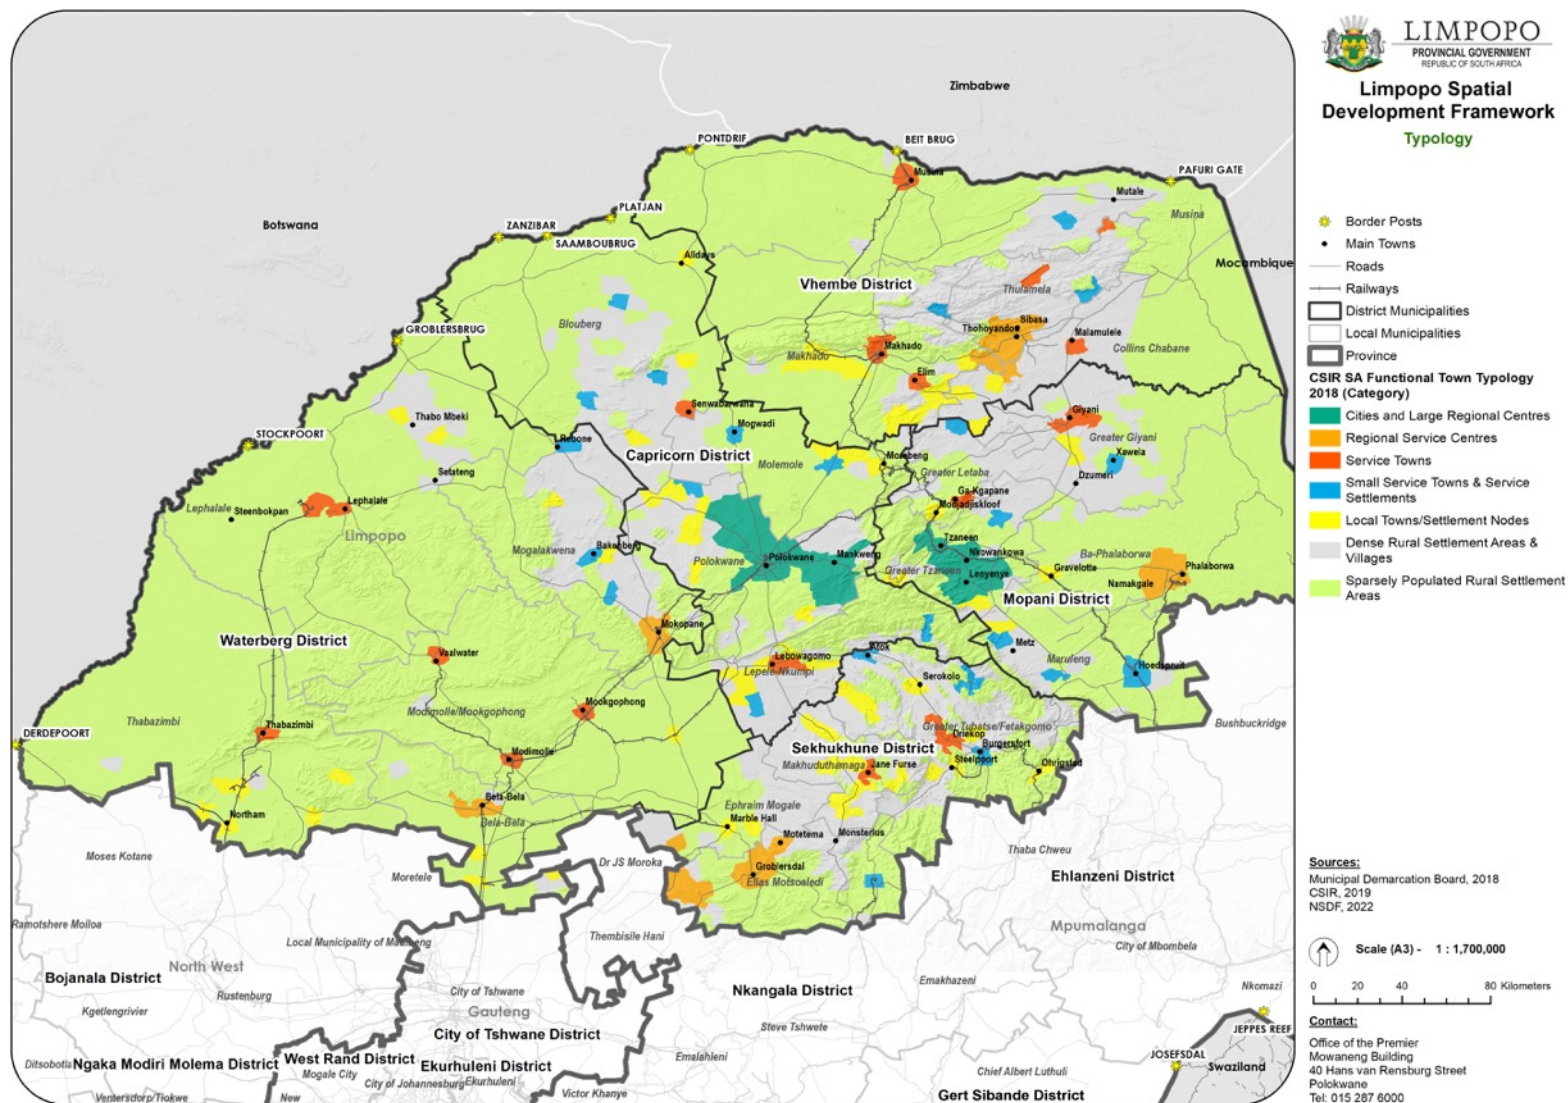 LIMPOPO
PROVINCIAL GOVERNMENT
REPUBLIC OF SOUTH AFRICA
Limpopo Spatial
Development Framework
Typology
Border Posts
Main Towns
Roads
Railways
District Municipalities
Local Municipalities
Province
CSIR SA Functional Town Typology
2018 (Category)
Cities and Large Regional Centres
Regional Service Centres
Service Towns
Small Service Towns & Service
Settlements
Local Towns/Settlement Nodes
Dense Rural Settlement Areas &
Villages
Sparsely Populated Rural Settlement
Areas
Sources:
Municipal Demarcation Board, 2018
CSIR, 2019
NSDF, 2022
Scale (A3) - 1 : 1,700,000
0 20 40 80 Kilometers
Contact:
Office of the Premier
Mowaneng Building
40 Hans van Rensburg Street
Polokwane
Tel: 015 287 6000
Zimbabwe
PONTDRIF
BEIT BRUG
PAFURI GATE
Musina
Mutale
Musina
PLATJAN
Botswana
ZANZIBAR
SAAMBOUBRUG
Alldays
Mocambique
Vhembe District
Thulamela
GROBLERSBRUG
Blouberg
Sibasa
Thohoyandou
Malamulele
Makhado
Makhado
Collins Chabane
Elim
Thabo Mbeki
Senwabarwana
Giyani
STOCKPOORT
Rebone
Mogwadi
Greater Giyani
Capricorn District
Molemole
Morebeng
Xawela
Setateng
Greater Letaba
Dzumeri
Ga-Kgapane
Modjadjiskloof
Lephalale
Steenbokpan
Lephalale
Limpopo
Mogalakwena
Bakenberg
Polokwane
Polokwane
Mankweng
Tzaneen
Nkowankowa
Ba-Phalaborwa
Greater Tzaneen
Lenyenye
Gravelotte
Namakgale
Phalaborwa
Mopani District
Waterberg District
Mokopane
Vaalwater
Lebowagomo
Lepele-Nkumpi
Atok
Metz
Maruleng
Hoedspruit
Serokolo
Mookgophong
Modimolle/Mookgophong
Thabazimbi
Thabazimbi
DERDEPOORT
Bushbuckridge
Greater Tubatse/Fetakgomo
Driekop
Burgersfort
Sekhukhune District
Makhuduthamaga
Jane Furse
Steelpoort
Ohrigstad
Modimolle
Bela-Bela
Bela-Bela
Ephraim Mogale
Marble Hall
Motetema
Monsterlus
Northam
Moses Kotane
Moretele
Dr JS Moroka
Groblersdal
Elias Motsoaledi
Thaba Chweu
Ehlanzeni District
Ramotshere Moiloa
Local Municipality of Madibeng
Thembisile Hani
Mpumalanga
City of Mbombela
Bojanala District
North West
Rustenburg
Kgetlengrivier
City of Tshwane
Gauteng
City of Tshwane District
Nkangala District
Emakhazeni
Nkomazi
Steve Tshwete
JEPPES REEF
Ditsobotla
Ngaka Modiri Molema District
West Rand District
Mogale City
Ekurhuleni District
City of Johannesburg
Ekurhuleni
Emalahleni
Chief Albert Luthuli
JOSEFSDAL
Swaziland
Ventersdorp/Tlokwe
New
Victor Khanye
Gert Sibande District